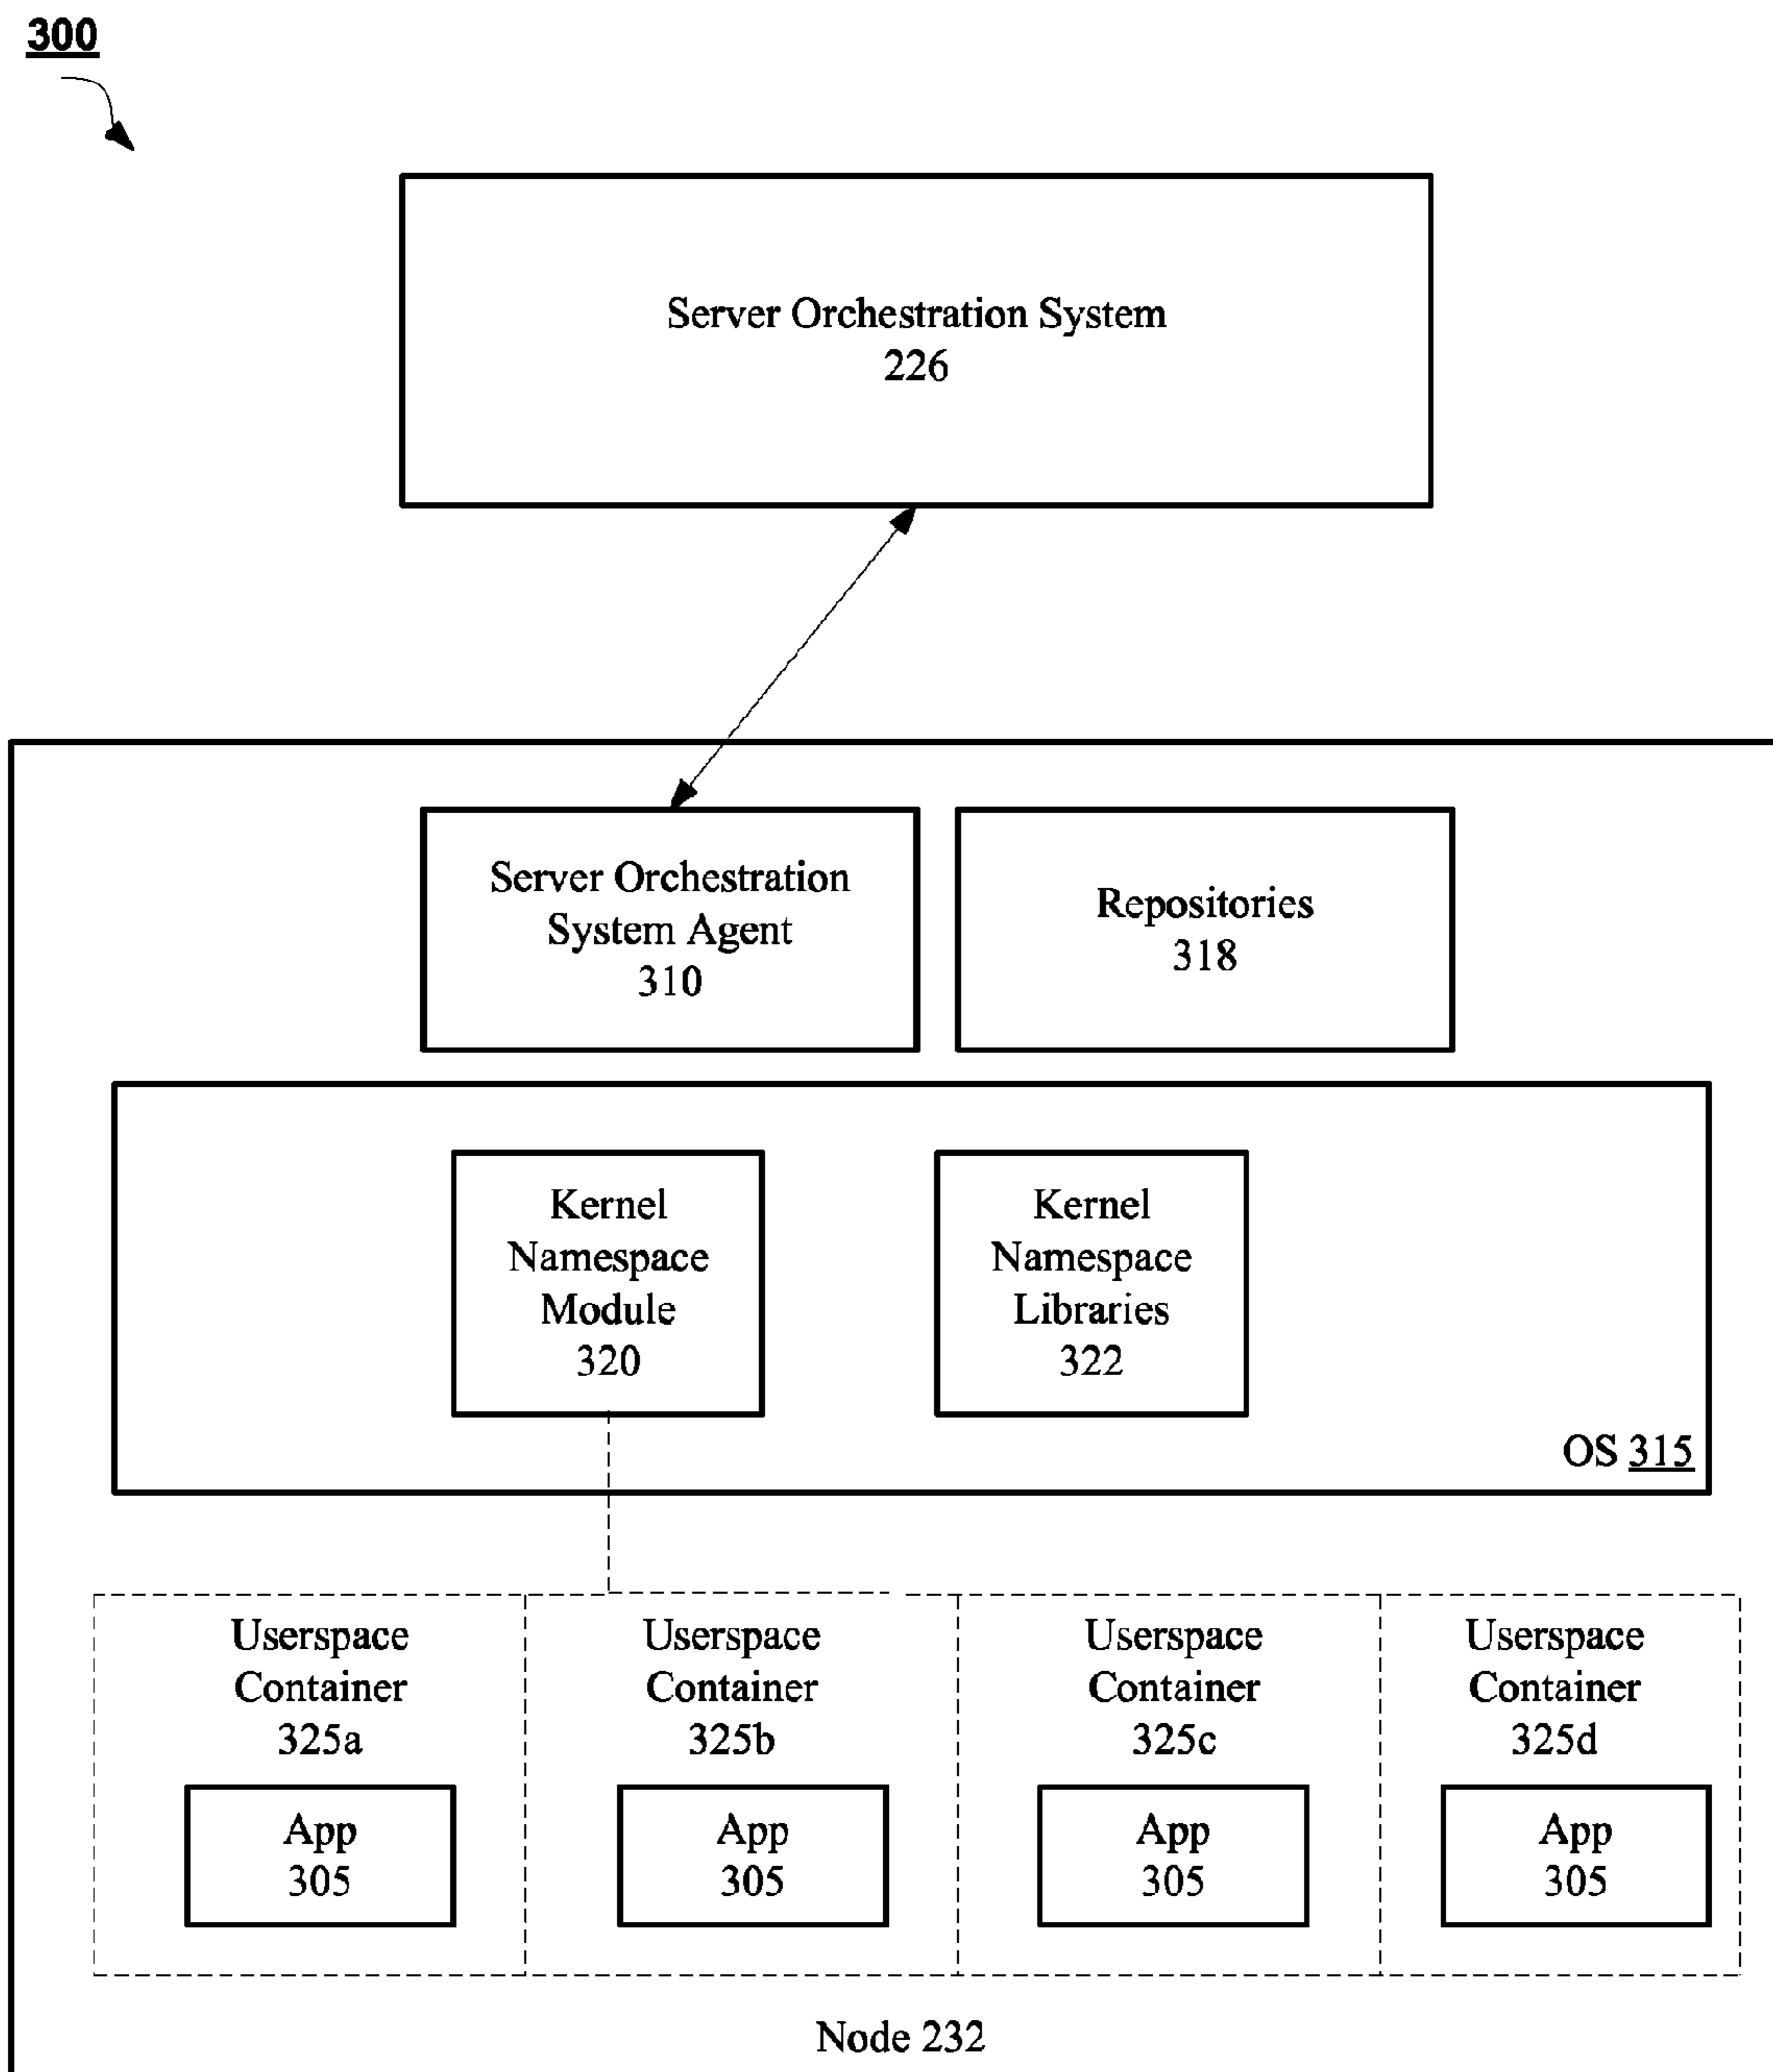 300
Server Orchestration System
226
Server Orchestration
System Agent
310
Repositories
318
Kernel
Namespace
Module
320
Kernel
Namespace
Libraries
322
OS 315
Userspace
Container
325a
App
305
Userspace
Container
325b
App
305
Userspace
Container
325c
App
305
Userspace
Container
325d
App
305
Node 232